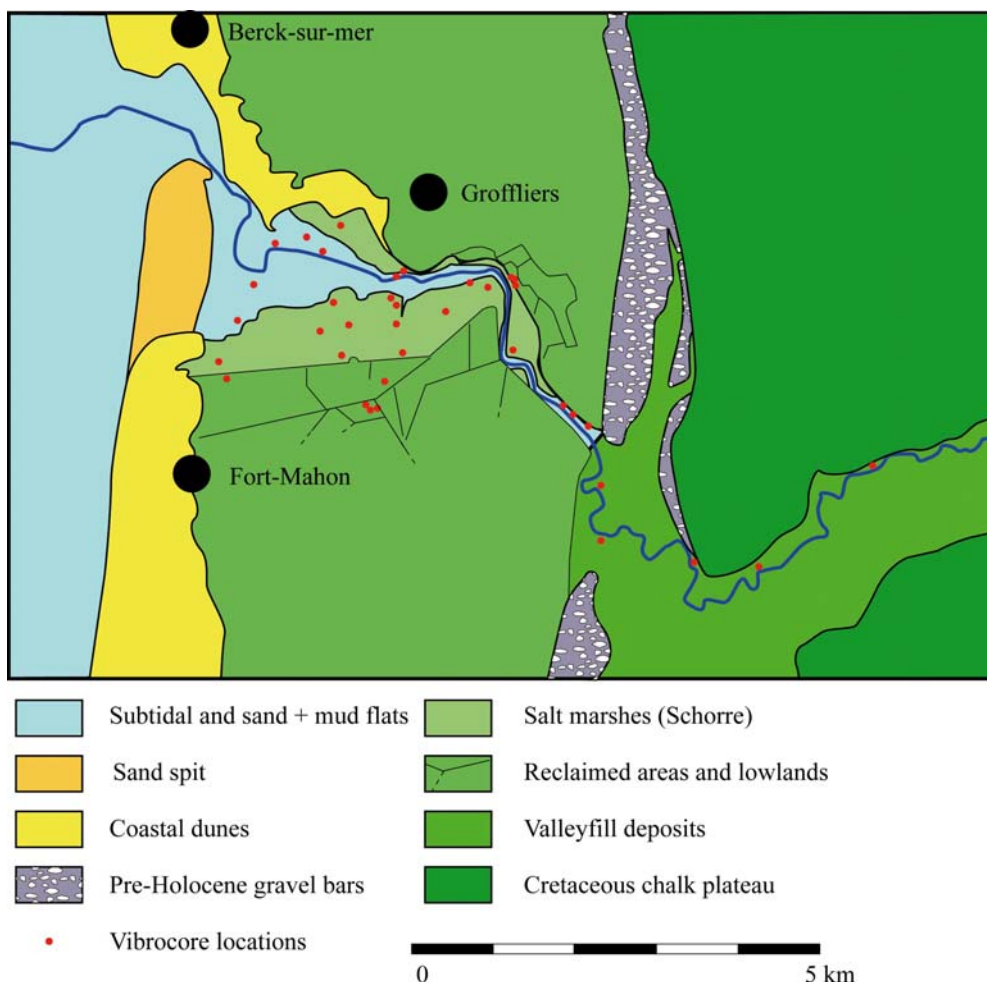 Berck-sur-mer
Groffliers
Fort-Mahon
Subtidal and sand + mud flats
Sand spit
Coastal dunes
Pre-Holocene gravel bars
Vibrocore locations
Salt marshes (Schorre)
Reclaimed areas and lowlands
Valleyfill deposits
Cretaceous chalk plateau
0 5 km